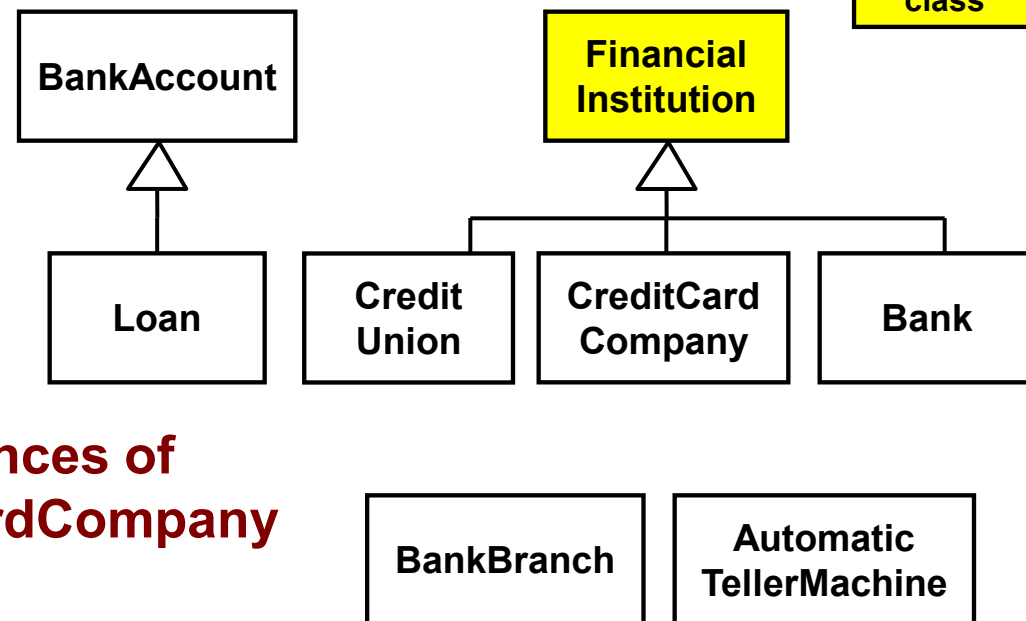 class
BankAccount
Financial
Institution
Loan
Credit
Union
CreditCard
Company
Bank
nces of
rdCompany
BankBranch
Automatic
TellerMachine